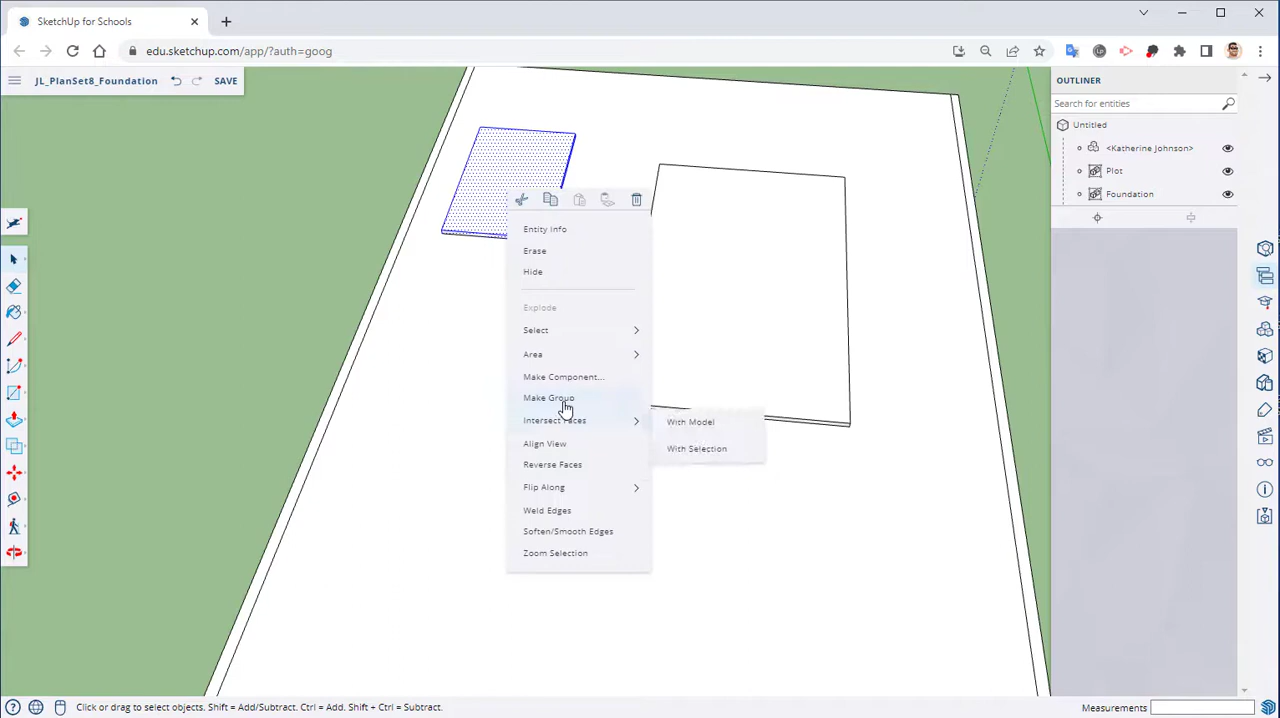 SketchUp for Schools
edu.sketchup.com/app/?auth=goog
JL_PlanSet8_Foundation
SAVE
OUTLINER
Search for entities
Untitled
<Katherine Johnson>
Plot
Foundation
Entity Info
Erase
Hide
Explode
Select
Area
Make Component...
Make Group
Intersect Faces
With Model
Align View
With Selection
Reverse Faces
Flip Along
Weld Edges
Soften/Smooth Edges
Zoom Selection
Click or drag to select objects. Shift = Add/Subtract. Ctrl = Add. Shift + Ctrl = Subtract.
Measurements